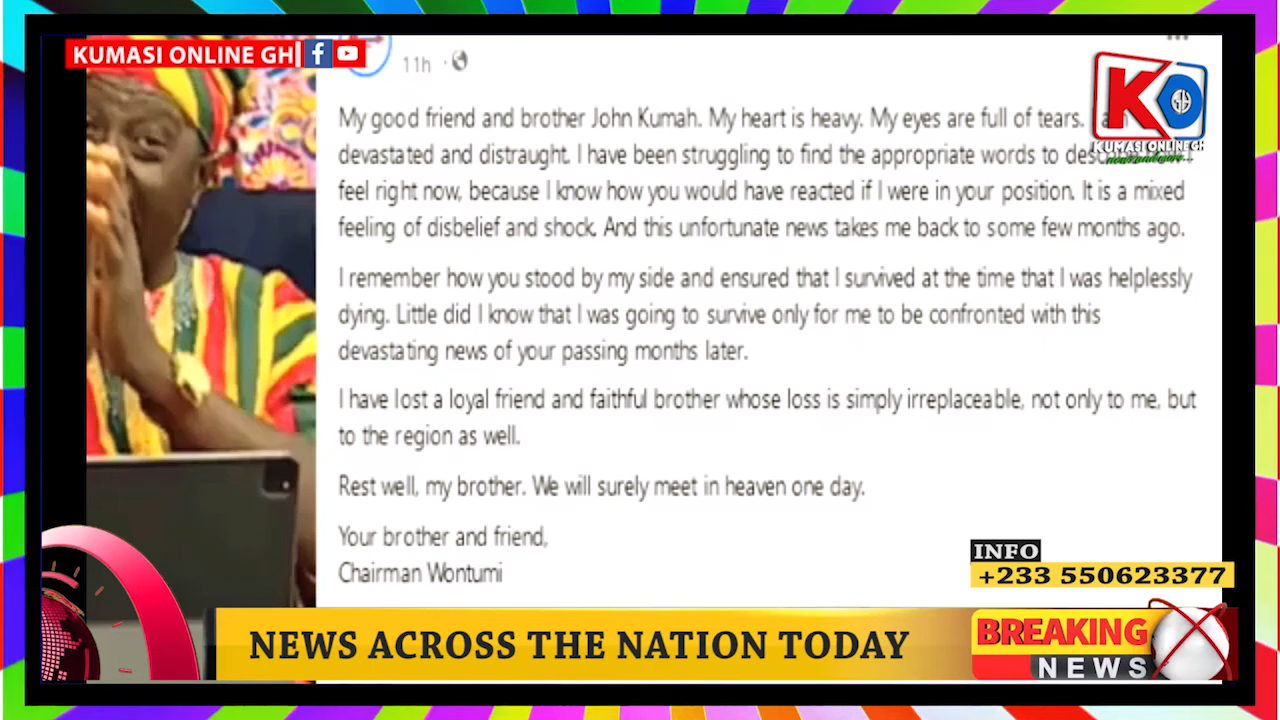 KUMASI ONLINE GH
11h
My good friend and brother John Kumah. My heart is heavy. My eyes are full of tears.
devastated and distraught. I have been struggling to find the appropriate words to
feel right now, because I know how you would have reacted if I were in your position. It is a mixed
feeling of disbelief and shock. And this unfortunate news takes me back to some few months ago.
I remember how you stood by my side and ensured that I survived at the time that I was helplessly
dying. Little did I know that I was going to survive only for me to be confronted with this
devastating news of your passing months later.
I have lost a loyal friend and faithful brother whose loss is simply irreplaceable, not only to me, but
to the region as well.
Rest well, my brother. We will surely meet in heaven one day.
Your brother and friend,
Chairman Wontumi
KO
KUMASI ONLINE GH
news and more...
INFO
+233 550623377
NEWS ACROSS THE NATION TODAY
BREAKING
NEWS